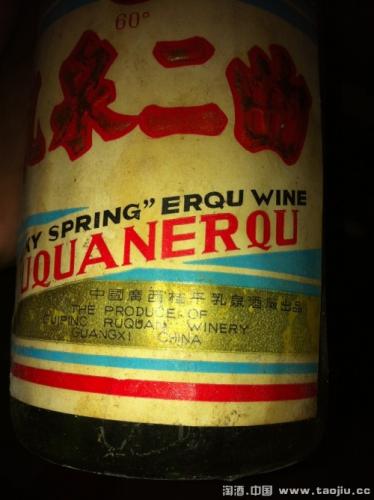 60°
泉二曲
KY SPRING” ERQU WINE
UQUANERQU
中國廣西桂平乳泉酒廠出品
THE PRODUCE. OF
GUIPING RUQUAN WINERY
GUANGXI CHINA
淘酒.中国 www.taojiu.cc